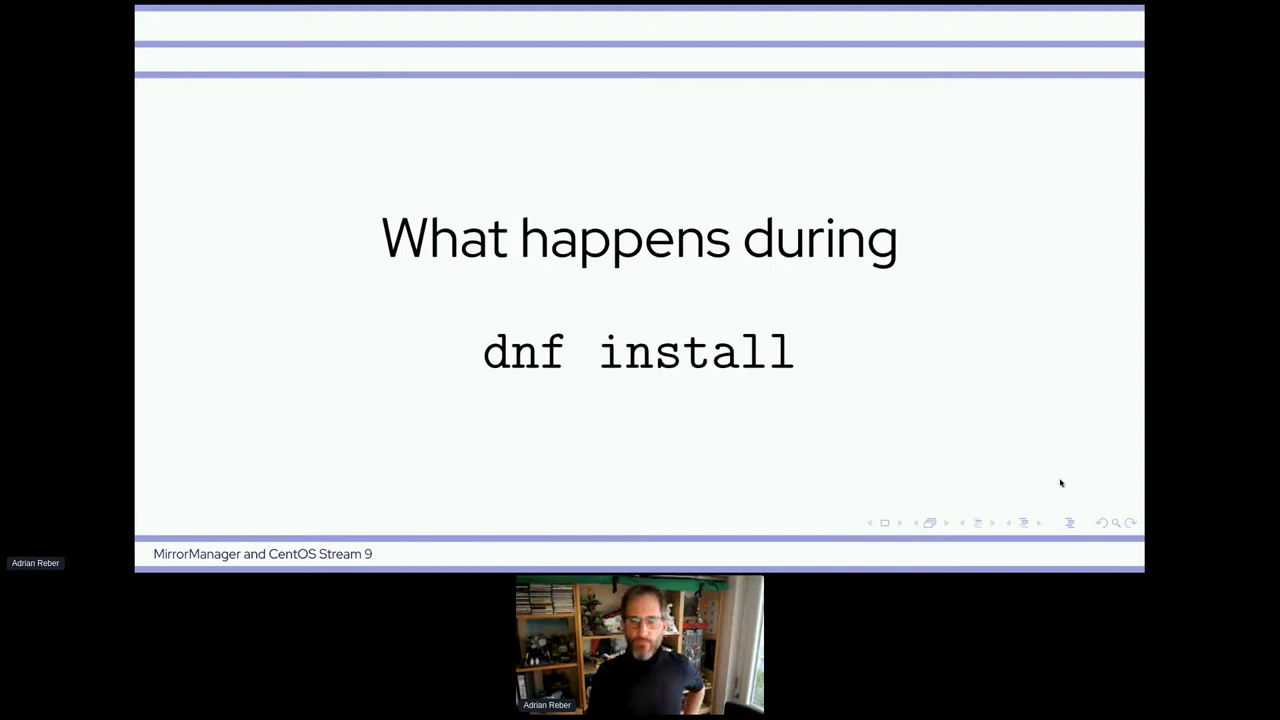 What happens during
dnf install
MirrorManager and CentOS Stream 9
Adrian Reber
Adrian Reber